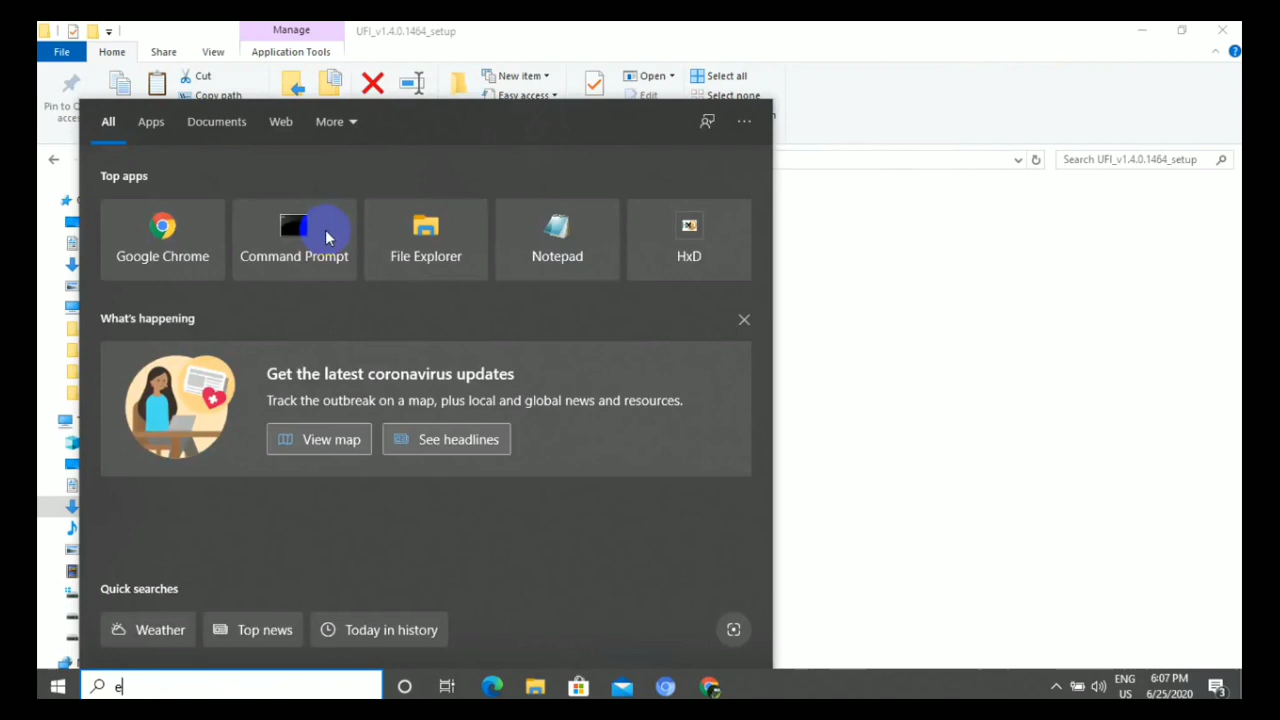 Manage
UFI_v1.4.0.1464_setup
File
Home
Share
View
Application Tools
Cut
New item
Open
Select all
Pin to
Copy path
Easy access
Edit
Select none
All
Apps
Documents
Web
More
Search UFI_v1.4.0.1464_setup
Top apps
Google Chrome
Command Prompt
File Explorer
Notepad
HxD
What's happening
Get the latest coronavirus updates
Track the outbreak on a map, plus local and global news and resources.
View map
See headlines
Quick searches
Weather
Top news
Today in history
e
ENG
US
6:07 PM
6/25/2020
3